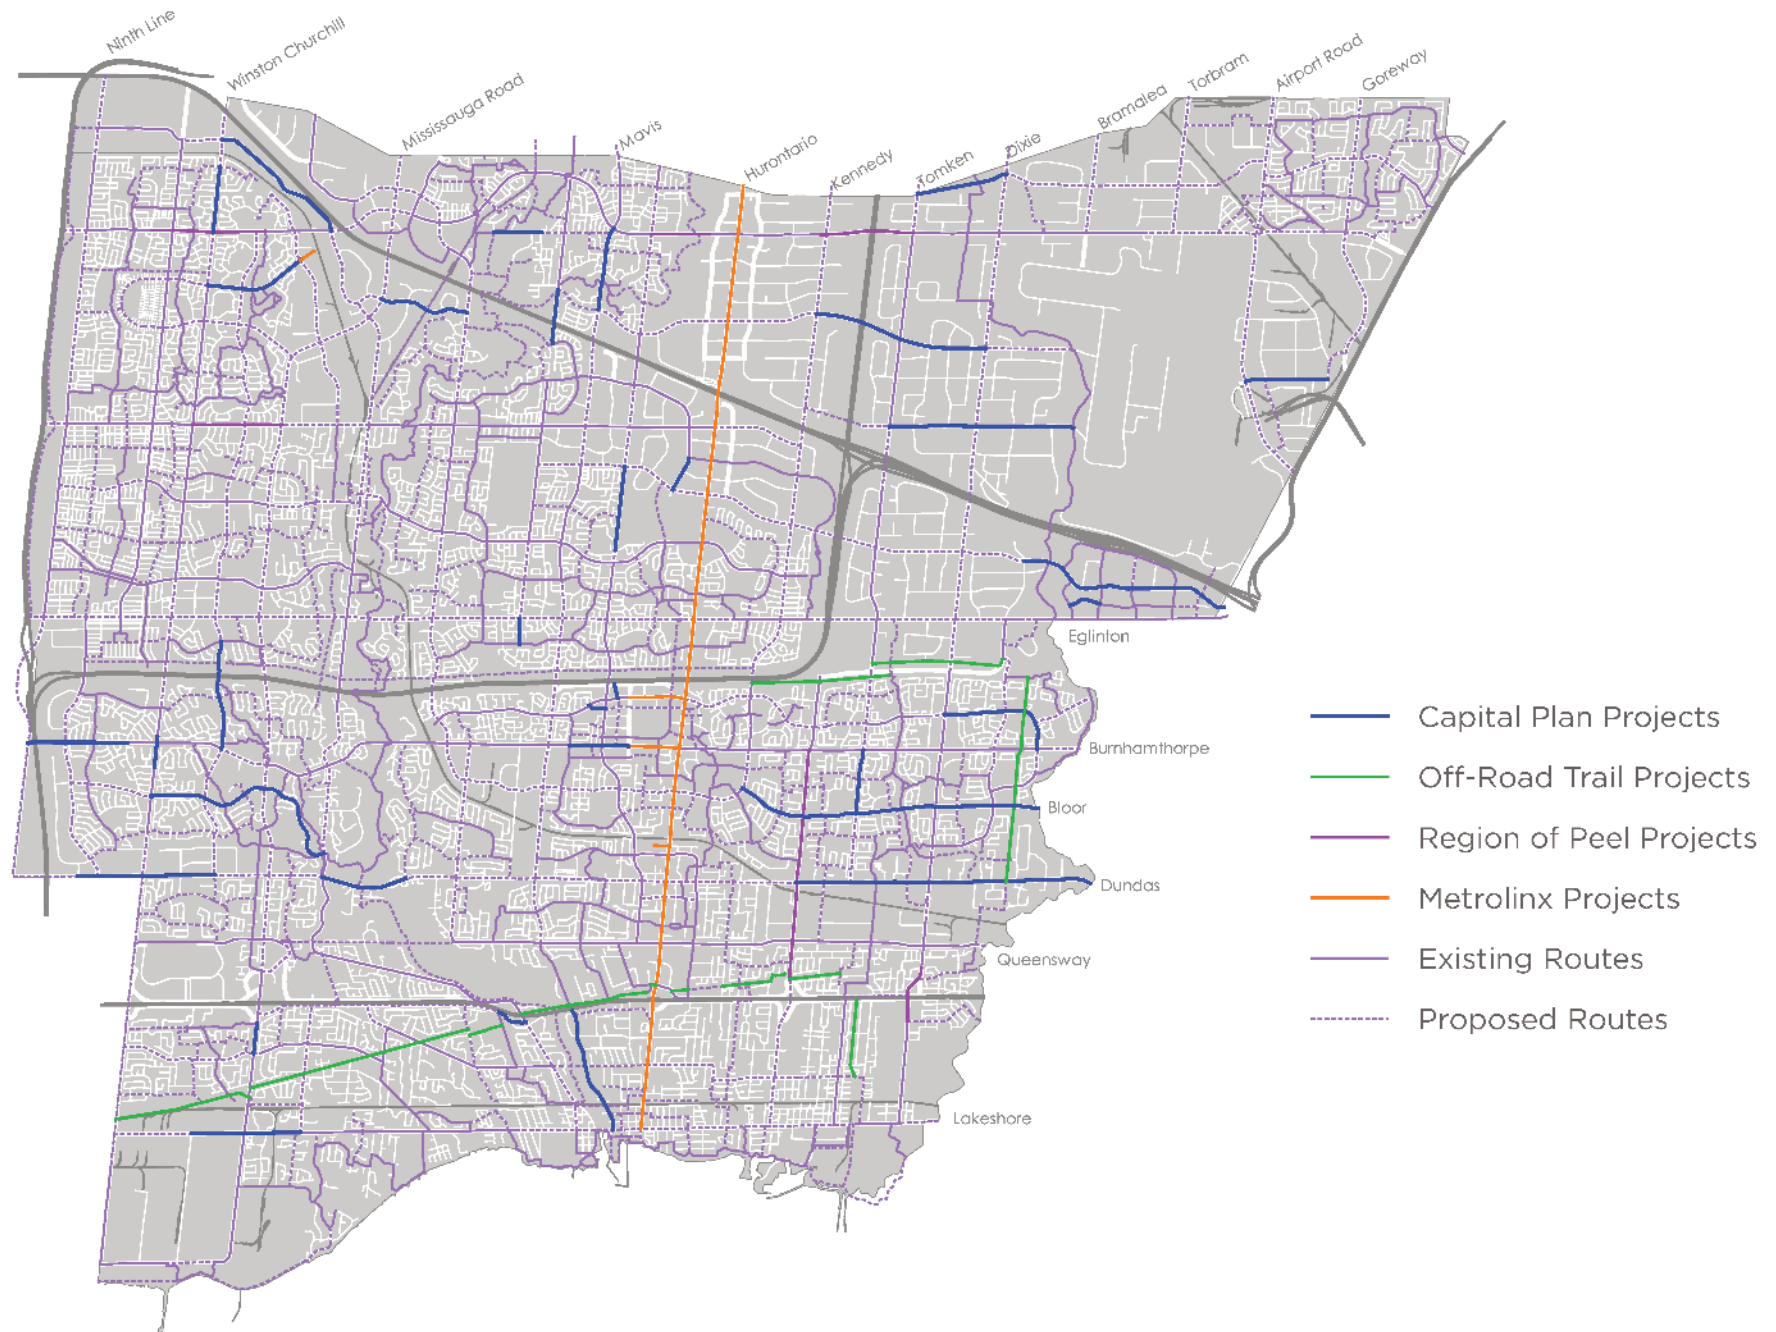 Ninth Line
Winston Churchill
Mississauga Road
Mavis
Hurontario
Kennedy
Tomken
Dixie
Bramalea
Torbram
Airport Road
Goreway
Eglinton
Burnhamthorpe
Bloor
Dundas
Queensway
Lakeshore
Capital Plan Projects
Off-Road Trail Projects
Region of Peel Projects
Metrolinx Projects
Existing Routes
Proposed Routes